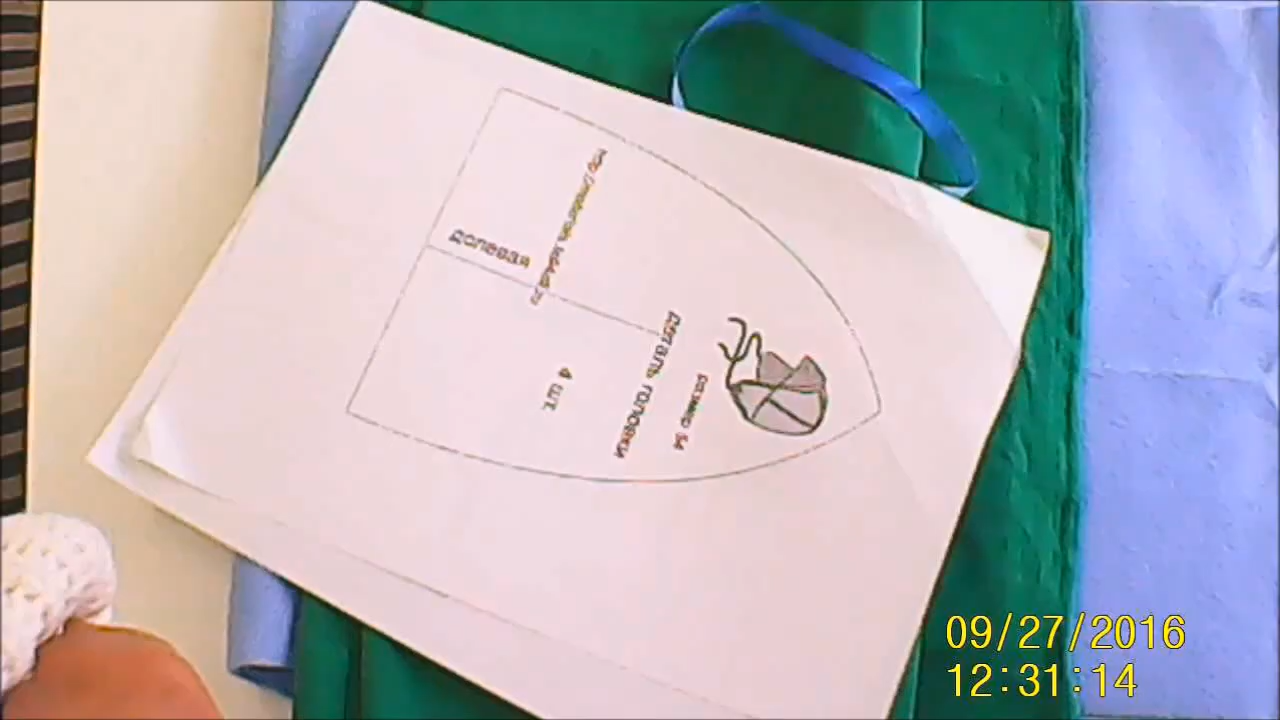 долевая
4 шт.
деталь головки
размер 54
09/27/2016
12:31:14